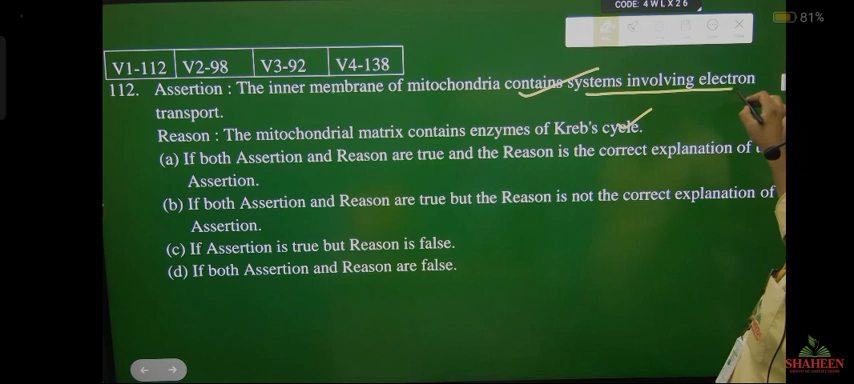 CODE: 4WLX26
81%
V1-112 V2-98 V3-92 V4-138
112. Assertion : The inner membrane of mitochondria contains systems involving electron
transport.
Reason : The mitochondrial matrix contains enzymes of Kreb's cycle.
(a) If both Assertion and Reason are true and the Reason is the correct explanation of
Assertion.
(b) If both Assertion and Reason are true but the Reason is not the correct explanation of
Assertion.
(c) If Assertion is true but Reason is false.
(d) If both Assertion and Reason are false.
SHAHEEN